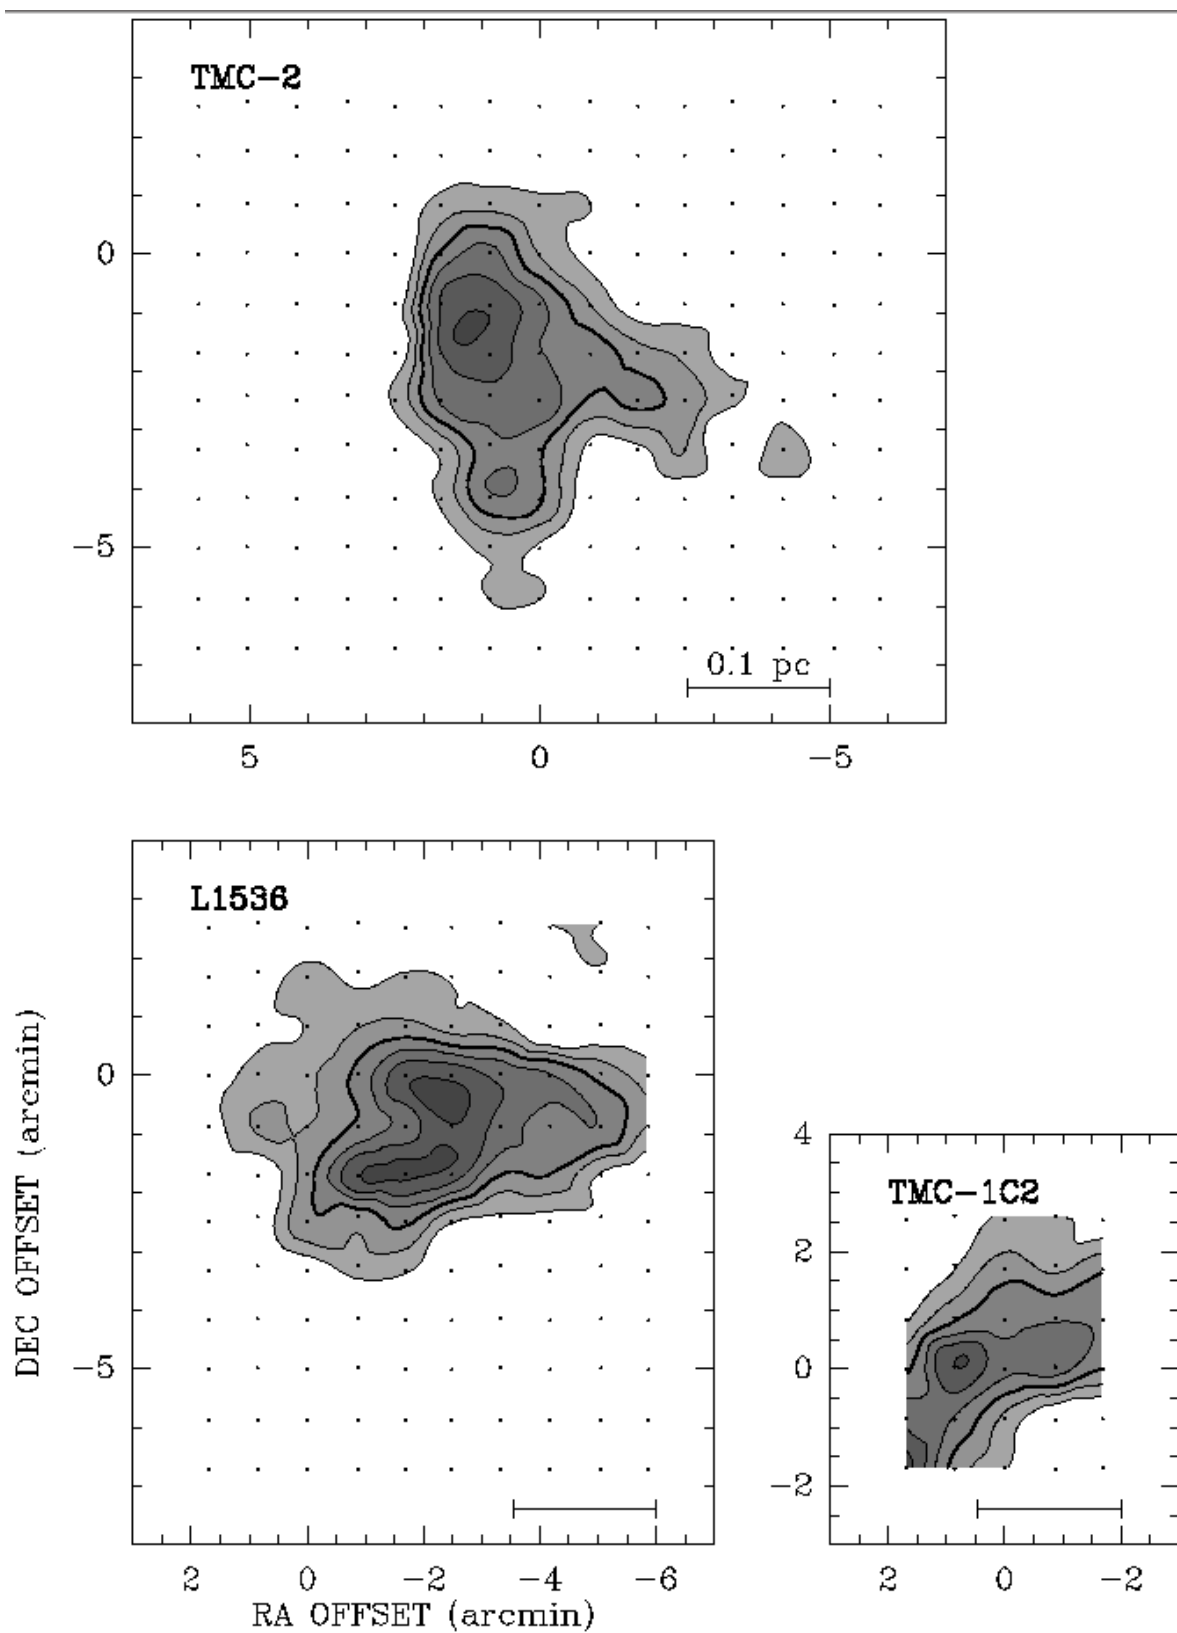 TMC-2
0
-5
0.1 pc
5 0 -5
L1536
0
-5
DEC OFFSET (arcmin)
2 0 -2 -4 -6
RA OFFSET (arcmin)
4
TMC-1C2
2
0
-2
2 0 -2